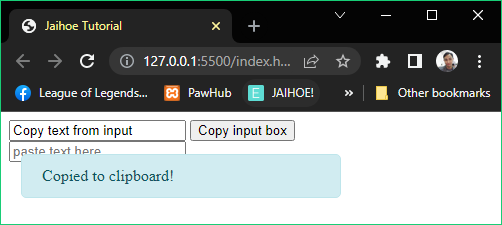 Jaihoe Tutorial
127.0.0.1:5500/index.h...
League of Legends... PawHub JAIHOE! » Other bookmarks
Copy text from input Copy input box
paste text here
Copied to clipboard!